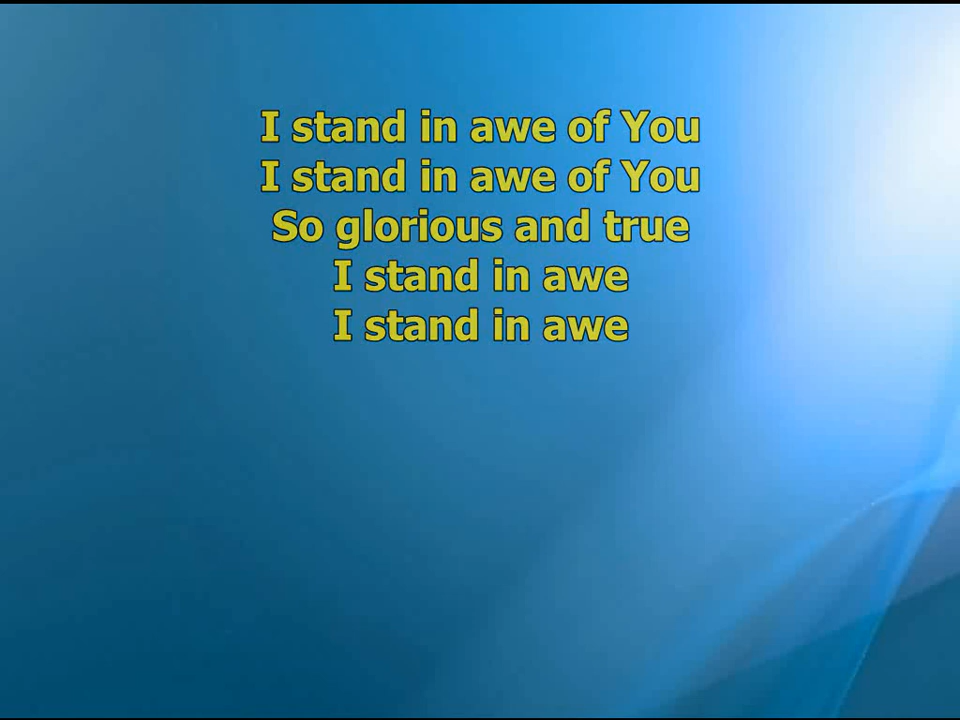 I stand in awe of You
I stand in awe of You
So glorious and true
I stand in awe
I stand in awe